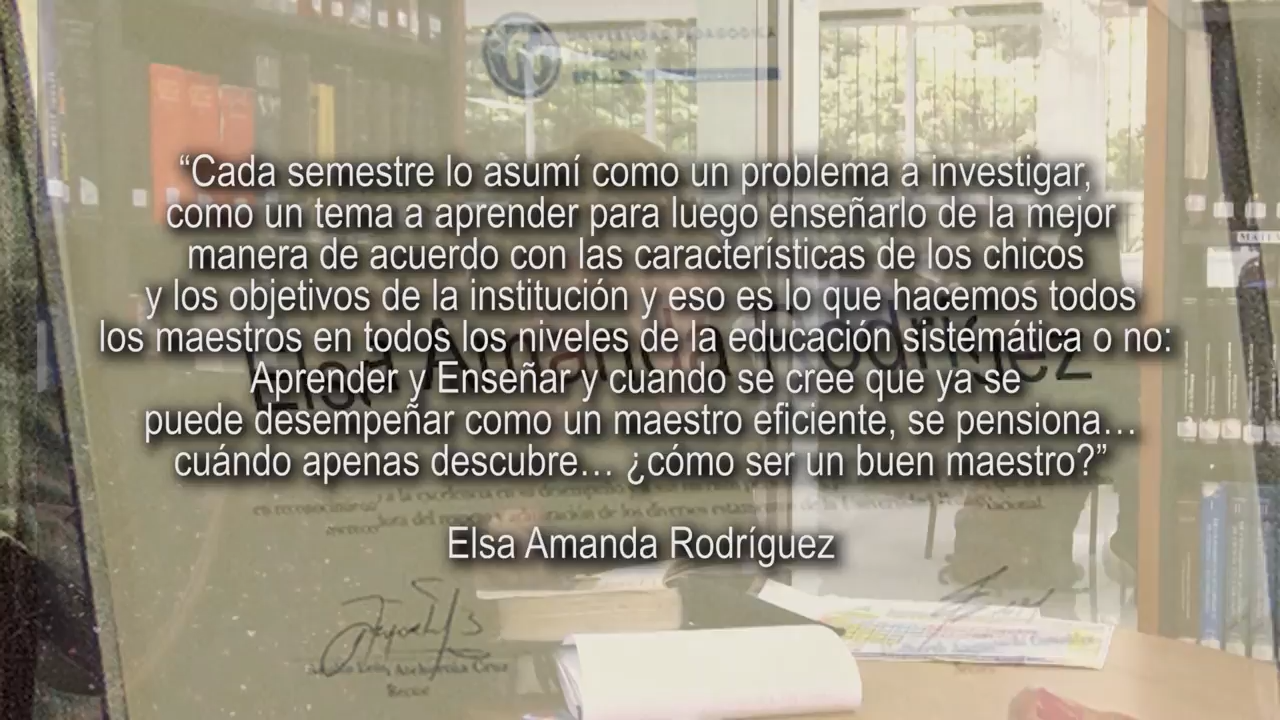 “Cada semestre lo asumí como un problema a investigar,
como un tema a aprender para luego enseñarlo de la mejor
manera de acuerdo con las características de los chicos
y los objetivos de la institución y eso es lo que hacemos todos
los maestros en todos los niveles de la educación sistemática o no:
Aprender y Enseñar y cuando se cree que ya se
puede desempeñar como un maestro eficiente, se pensiona…
cuándo apenas descubre… ¿cómo ser un buen maestro?”
Elsa Amanda Rodríguez
Elsa Amanda Rodríguez
Rector